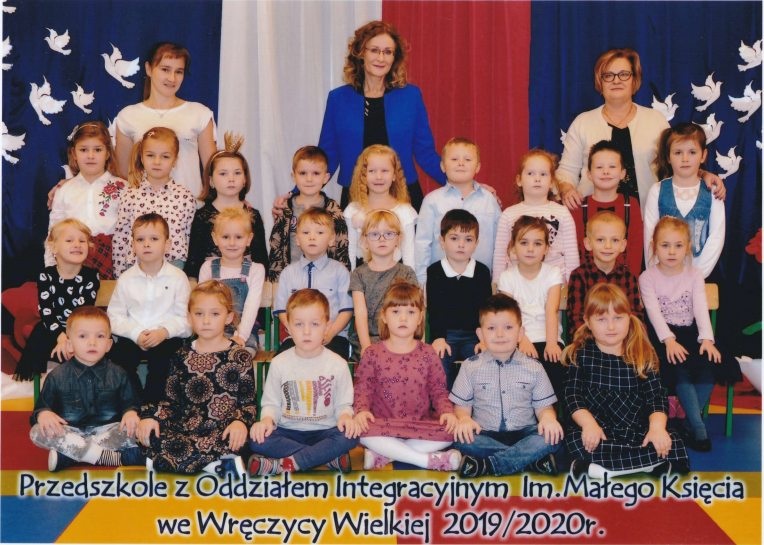 Przedszkole z Oddziałem Integracyjnym Im.Małego Księcia
we Wręczycy Wielkiej 2019/2020r.